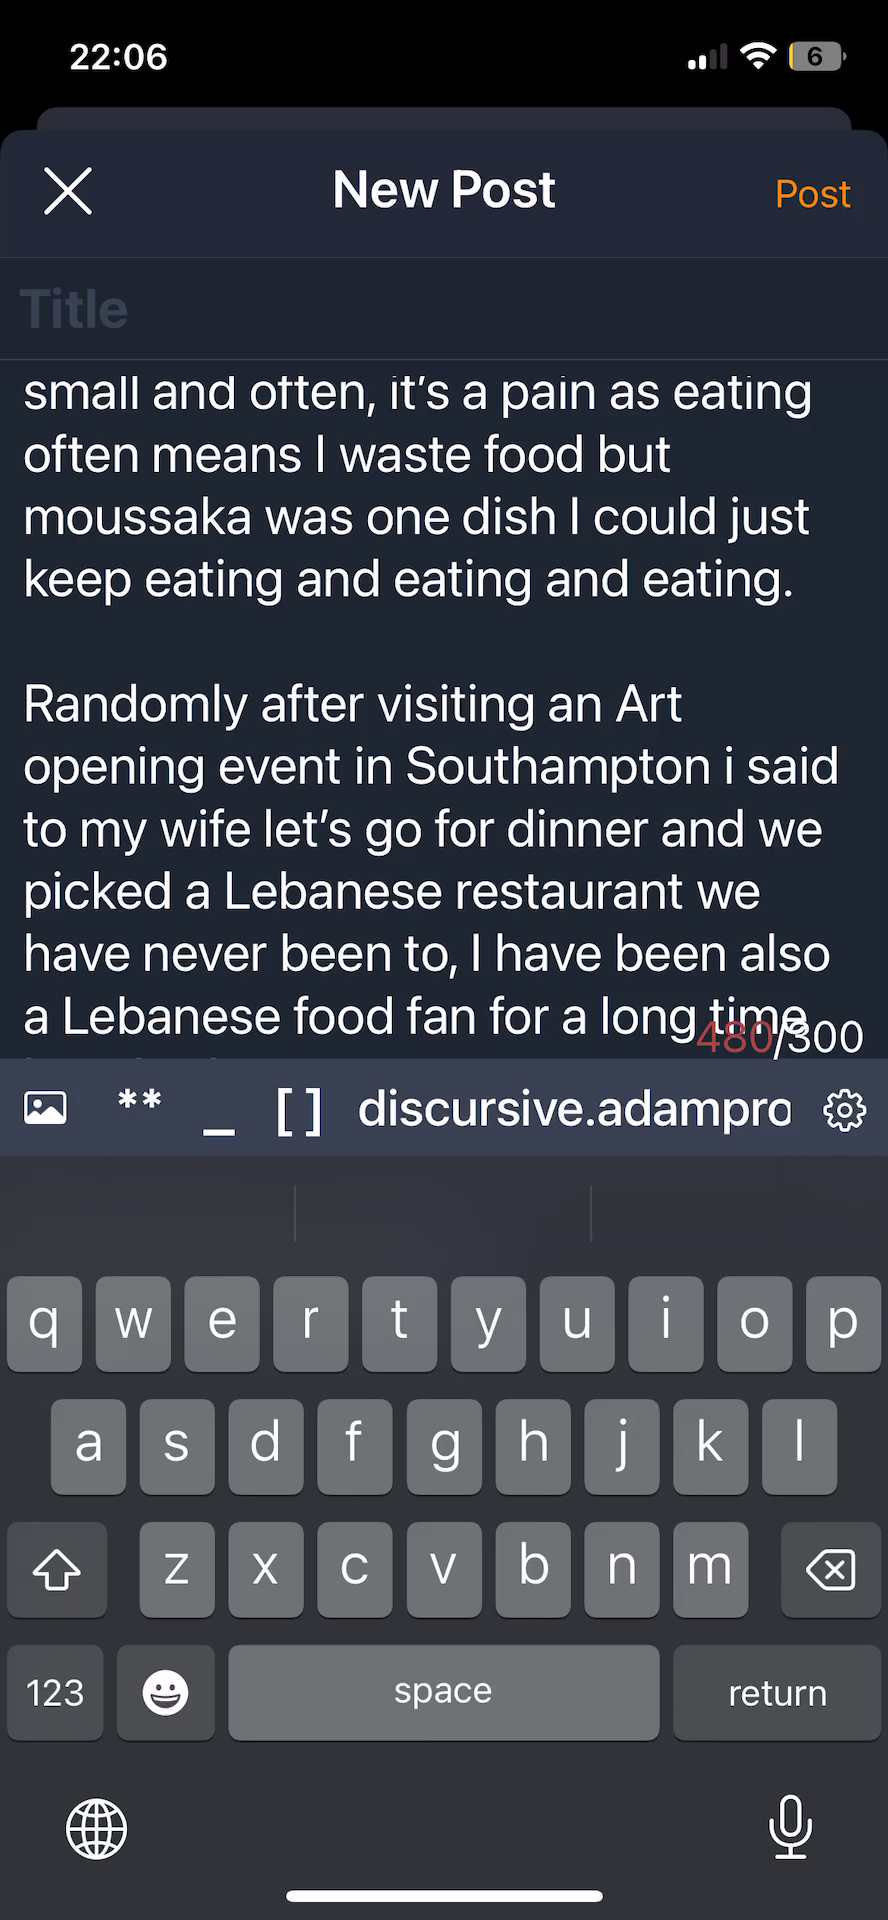 22:06
6
New Post
Post
Title
small and often, it's a pain as eating
often means I waste food but
moussaka was one dish I could just
keep eating and eating and eating.
Randomly after visiting an Art
opening event in Southampton i said
to my wife let's go for dinner and we
picked a Lebanese restaurant we
have never been to, I have been also
a Lebanese food fan for a long time
480/300
** _ [ ] discursive.adampro
q w e r t y u i o p
a s d f g h j k l
z x c v b n m
123 space return